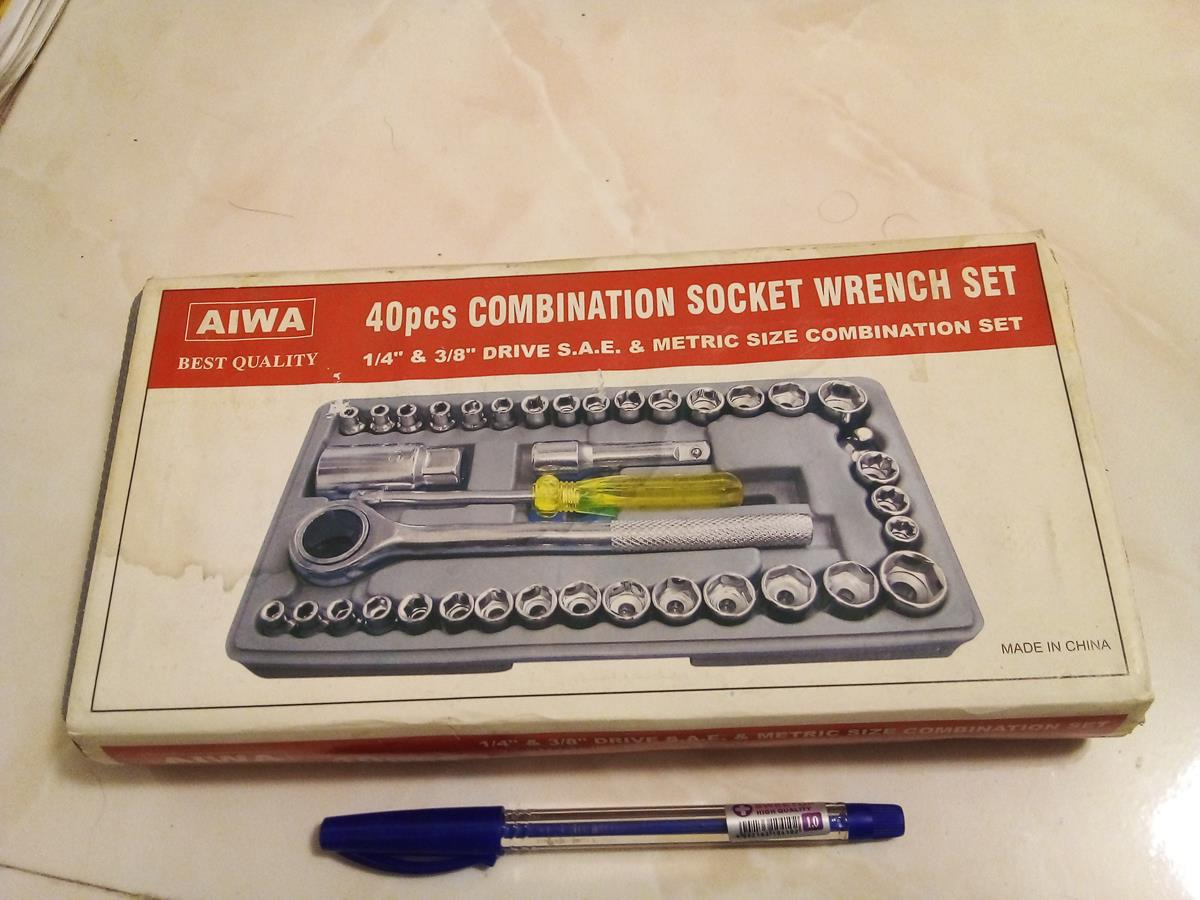 AIWA
BEST QUALITY
40pcs COMBINATION SOCKET WRENCH SET
1/4" & 3/8" DRIVE S.A.E. & METRIC SIZE COMBINATION SET
MADE IN CHINA
AIWA
1/4" & 3/8" DRIVE S.A.E. & METRIC SIZE COMBINATION SET
HIGH QUALITY
1.0